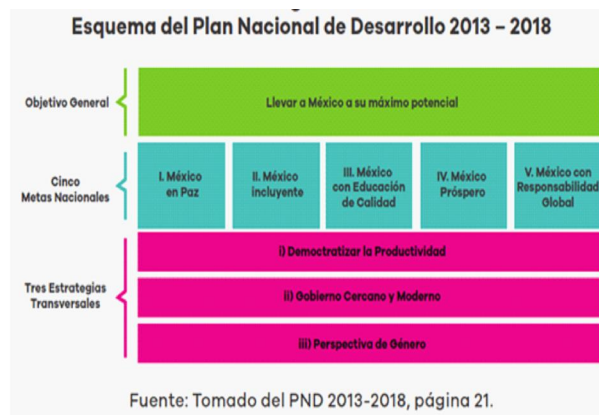 Esquema del Plan Nacional de Desarrollo 2013 – 2018
Objetivo General
Llevar a México a su máximo potencial
Cinco
Metas Nacionales
I. México
en Paz
II. México
incluyente
III. México
con Educación
de Calidad
IV. México
Próspero
V. México con
Responsabilidad
Global
Tres Estrategias
Transversales
i) Democtratizar la Productividad
ii) Gobierno Cercano y Moderno
iii) Perspectiva de Género
Fuente: Tomado del PND 2013-2018, página 21.